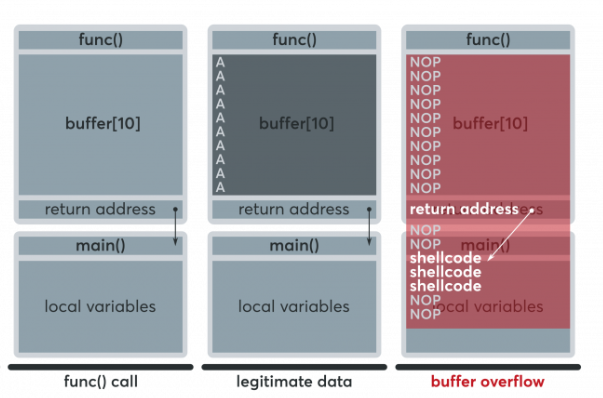 func()
buffer[10]
return address
main()
local variables
func() call
func()
A
A
A
A
A
A
A
A
A
A
buffer[10]
return address
main()
local variables
legitimate data
func()
NOP
NOP
NOP
NOP
NOP
NOP
NOP
NOP
NOP
NOP
buffer[10]
return address
NOP
NOP
main()
shellcode
shellcode
shellcode
NOP
local variables
NOP
buffer overflow